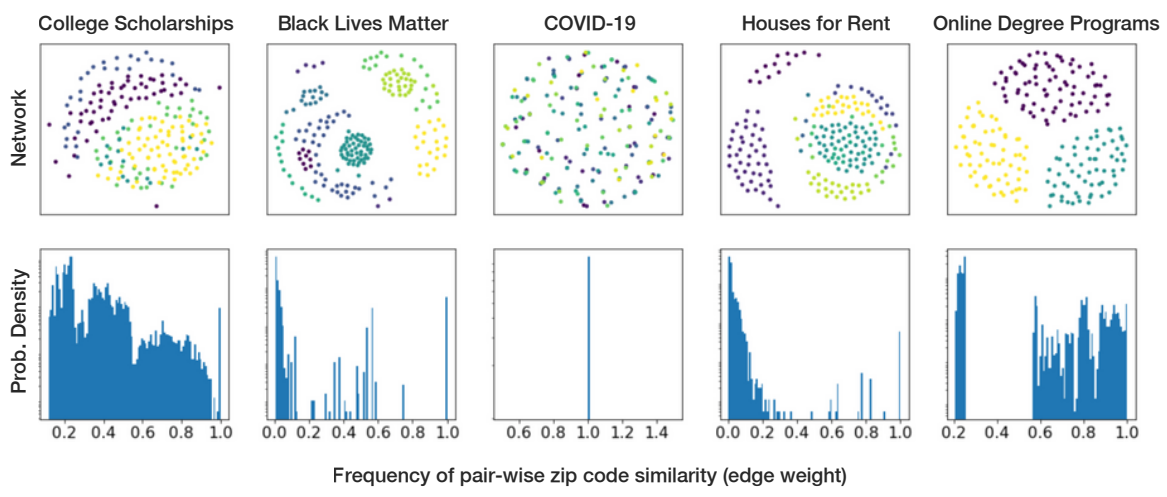 College Scholarships Black Lives Matter COVID-19 Houses for Rent Online Degree Programs
Network
Prob. Density
0.2 0.4 0.6 0.8 1.0 0.0 0.2 0.4 0.6 0.8 1.0 0.6 0.8 1.0 1.2 1.4 0.0 0.2 0.4 0.6 0.8 1.0 0.2 0.4 0.6 0.8 1.0
Frequency of pair-wise zip code similarity (edge weight)